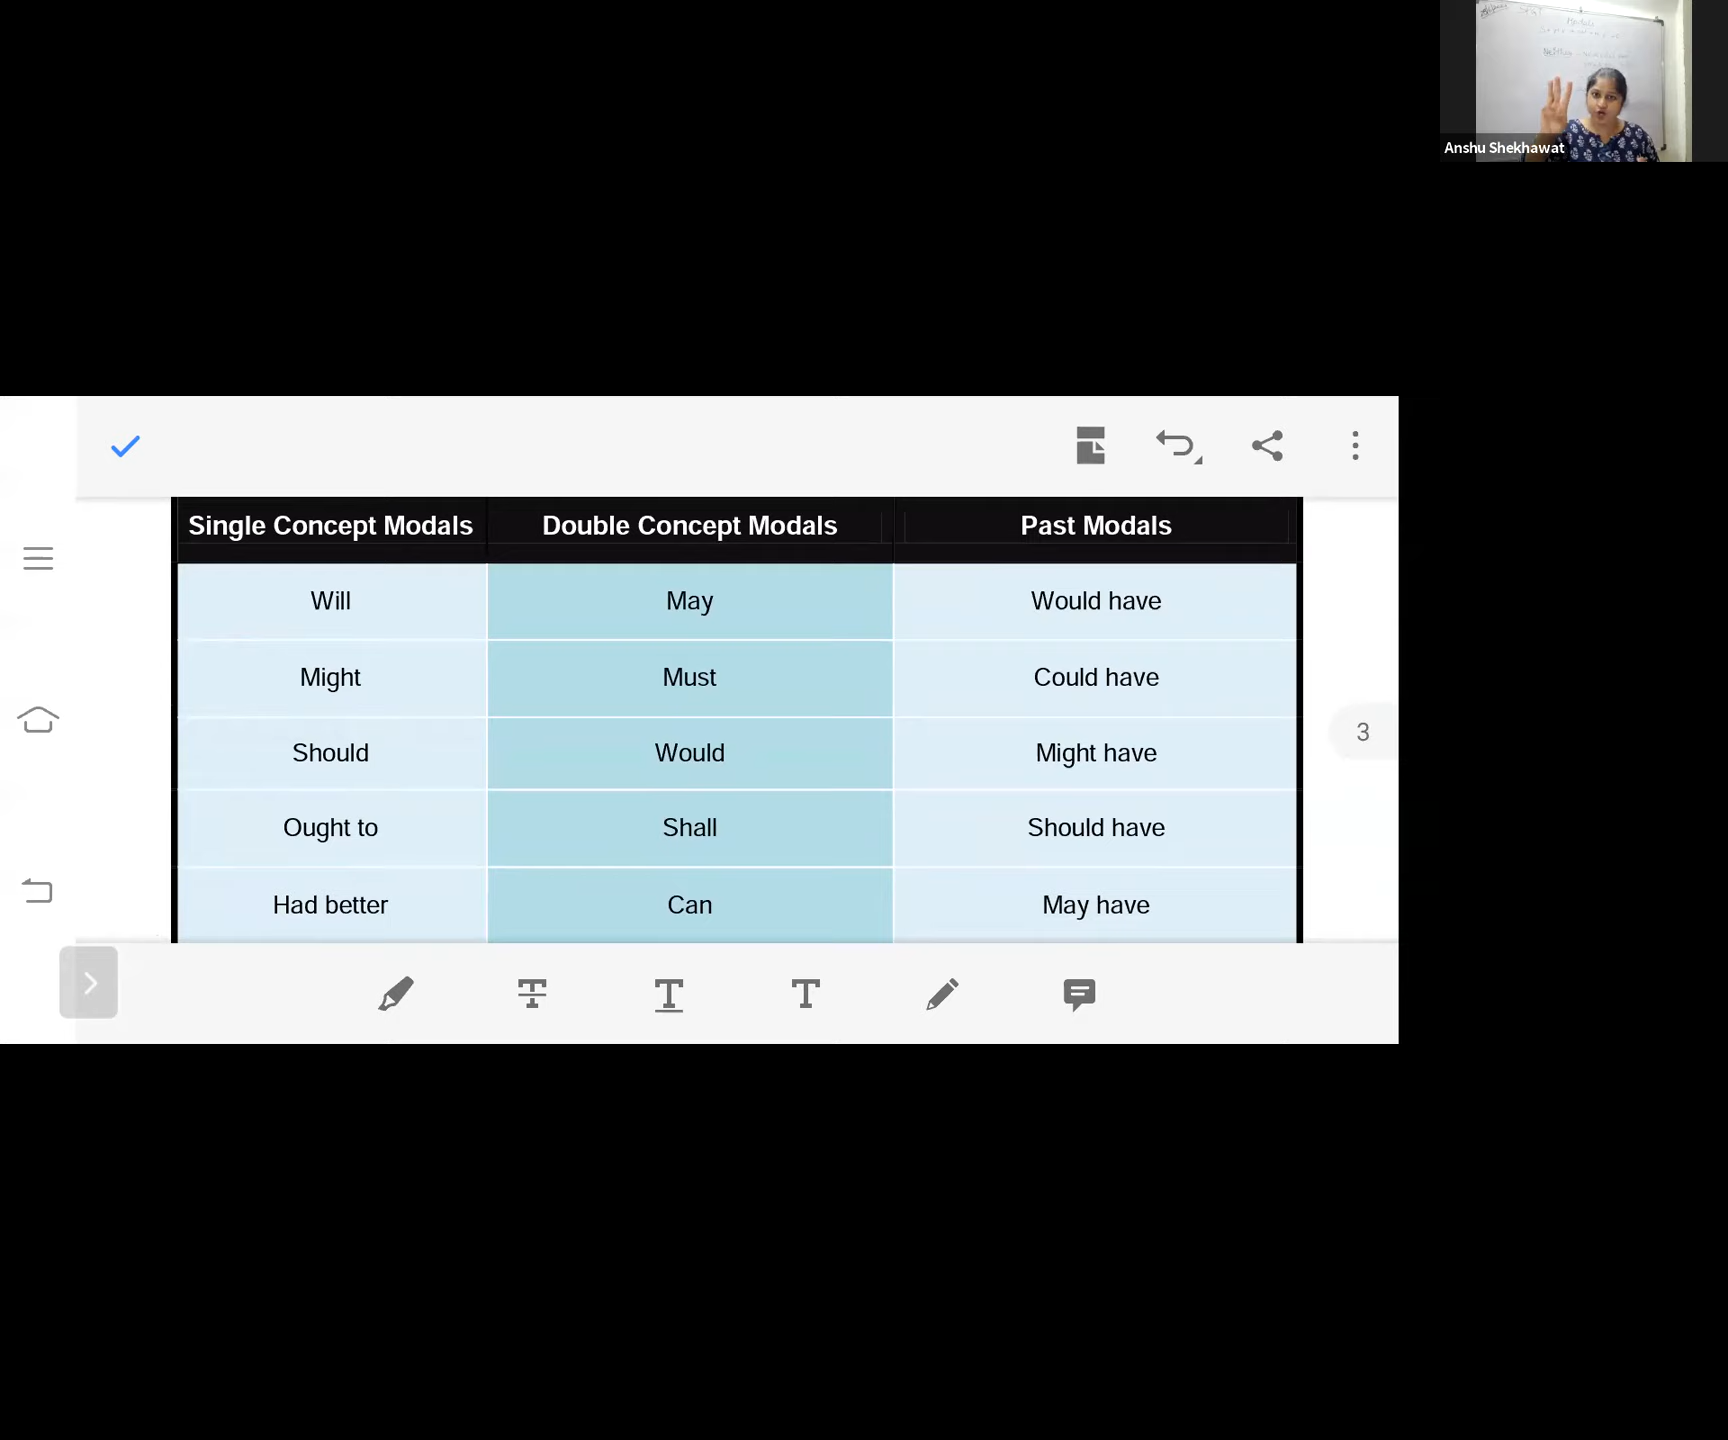 Modals
Anshu Shekhawat
Single Concept Modals Double Concept Modals Past Modals
Will May Would have
Might Must Could have
Should Would Might have
3
Ought to Shall Should have
Had better Can May have